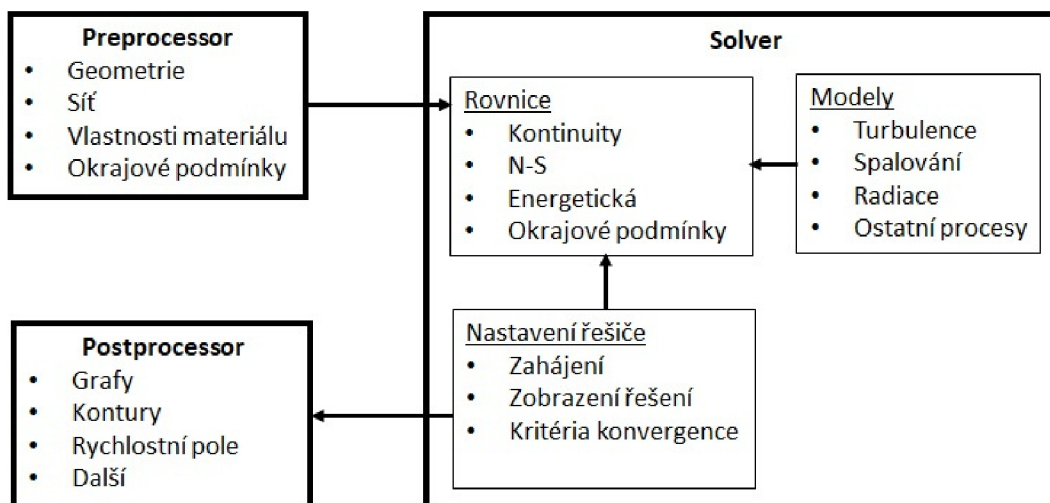 Preprocessor
• Geometrie
• Síť
• Vlastnosti materiálu
• Okrajové podmínky
Solver
Rovnice
• Kontinuity
• N-S
• Energetická
• Okrajové podmínky
Modely
• Turbulence
• Spalování
• Radiace
• Ostatní procesy
Nastavení řešiče
• Zahájení
• Zobrazení řešení
• Kritéria konvergence
Postprocessor
• Grafy
• Kontury
• Rychlostní pole
• Další